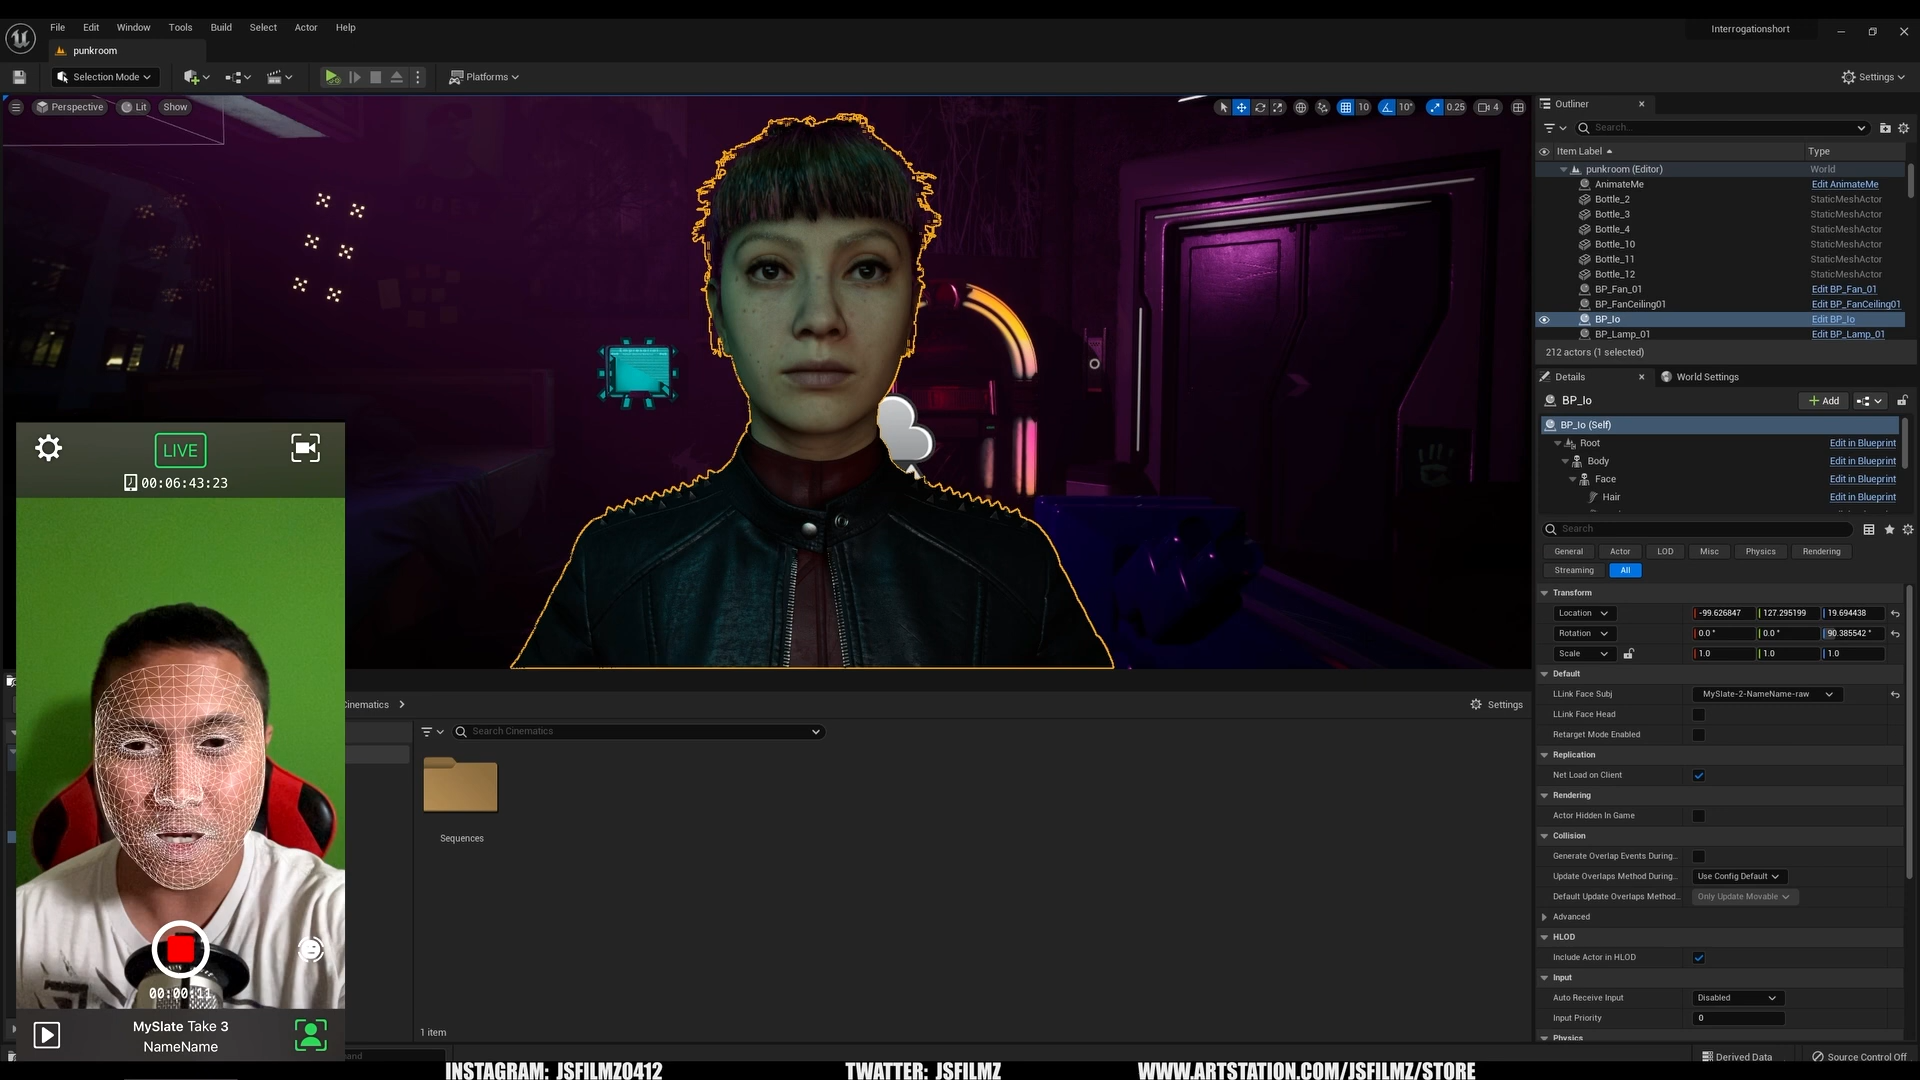 File Edit Window Tools Build Select Actor Help
Interrogationshort
punkroom
Selection Mode
Platforms
Settings
Perspective Lit Show
10 10° 0.25 4
Outliner
Search...
Item Label Type
punkroom (Editor) World
AnimateMe Edit AnimateMe
Bottle_2 StaticMeshActor
Bottle_3 StaticMeshActor
Bottle_4 StaticMeshActor
Bottle_10 StaticMeshActor
Bottle_11 StaticMeshActor
Bottle_12 StaticMeshActor
BP_Fan_01 Edit BP_Fan_01
BP_FanCeiling01 Edit BP_FanCeiling01
BP_Io Edit BP_Io
BP_Lamp_01 Edit BP_Lamp_01
212 actors (1 selected)
Details World Settings
BP_Io
Add
BP_Io (Self)
Root Edit in Blueprint
Body Edit in Blueprint
Face Edit in Blueprint
Hair Edit in Blueprint
Search
General Actor LOD Misc Physics Rendering
Streaming All
Transform
Location -99.626847 127.295199 19.694438
Rotation 0.0 ° 0.0 ° 90.385542 °
Scale 1.0 1.0 1.0
Default
LLink Face Subj MySlate-2-NameName-raw
LLink Face Head
Retarget Mode Enabled
Replication
Net Load on Client
Rendering
Actor Hidden In Game
Collision
Generate Overlap Events During...
Update Overlaps Method During... Use Config Default
Default Update Overlaps Method... Only Update Movable
Advanced
HLOD
Include Actor in HLOD
Input
Auto Receive Input Disabled
Input Priority 0
Physics
Derived Data Source Control Off
LIVE
00:06:43:23
00:00:11
MySlate Take 3
NameName
Cinematics
Settings
Search Cinematics
Sequences
1 item
INSTAGRAM: JSFILMZ0412 TWATTER: JSFILMZ WWW.ARTSTATION.COM/JSFILMZ/STORE